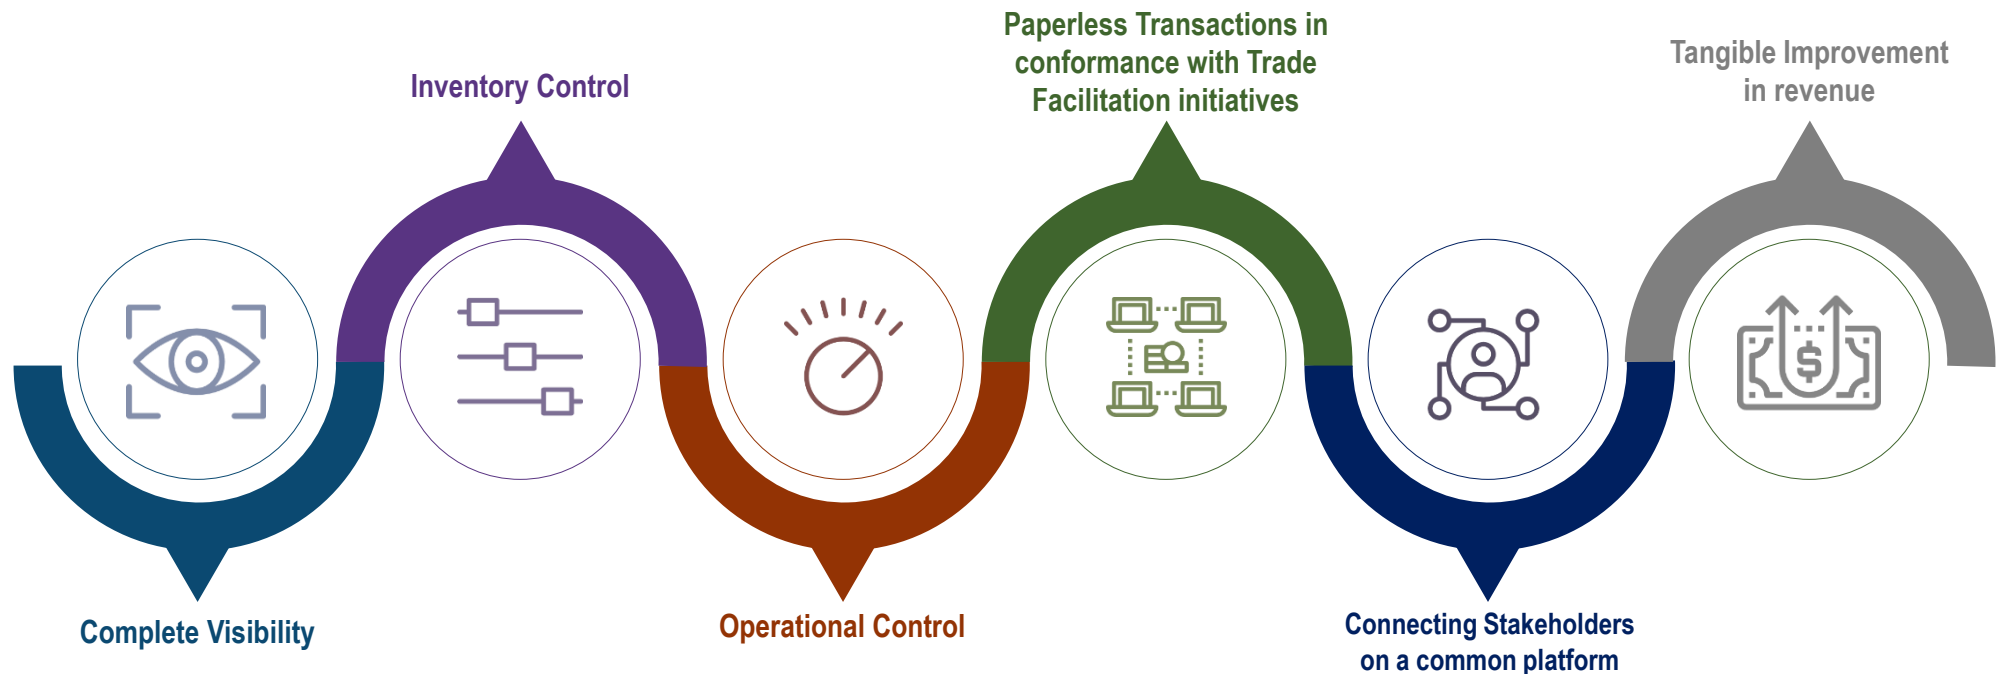 Paperless Transactions in
conformance with Trade
Facilitation initiatives
Tangible Improvement
in revenue
Inventory Control
$
Complete Visibility
Operational Control
Connecting Stakeholders
on a common platform